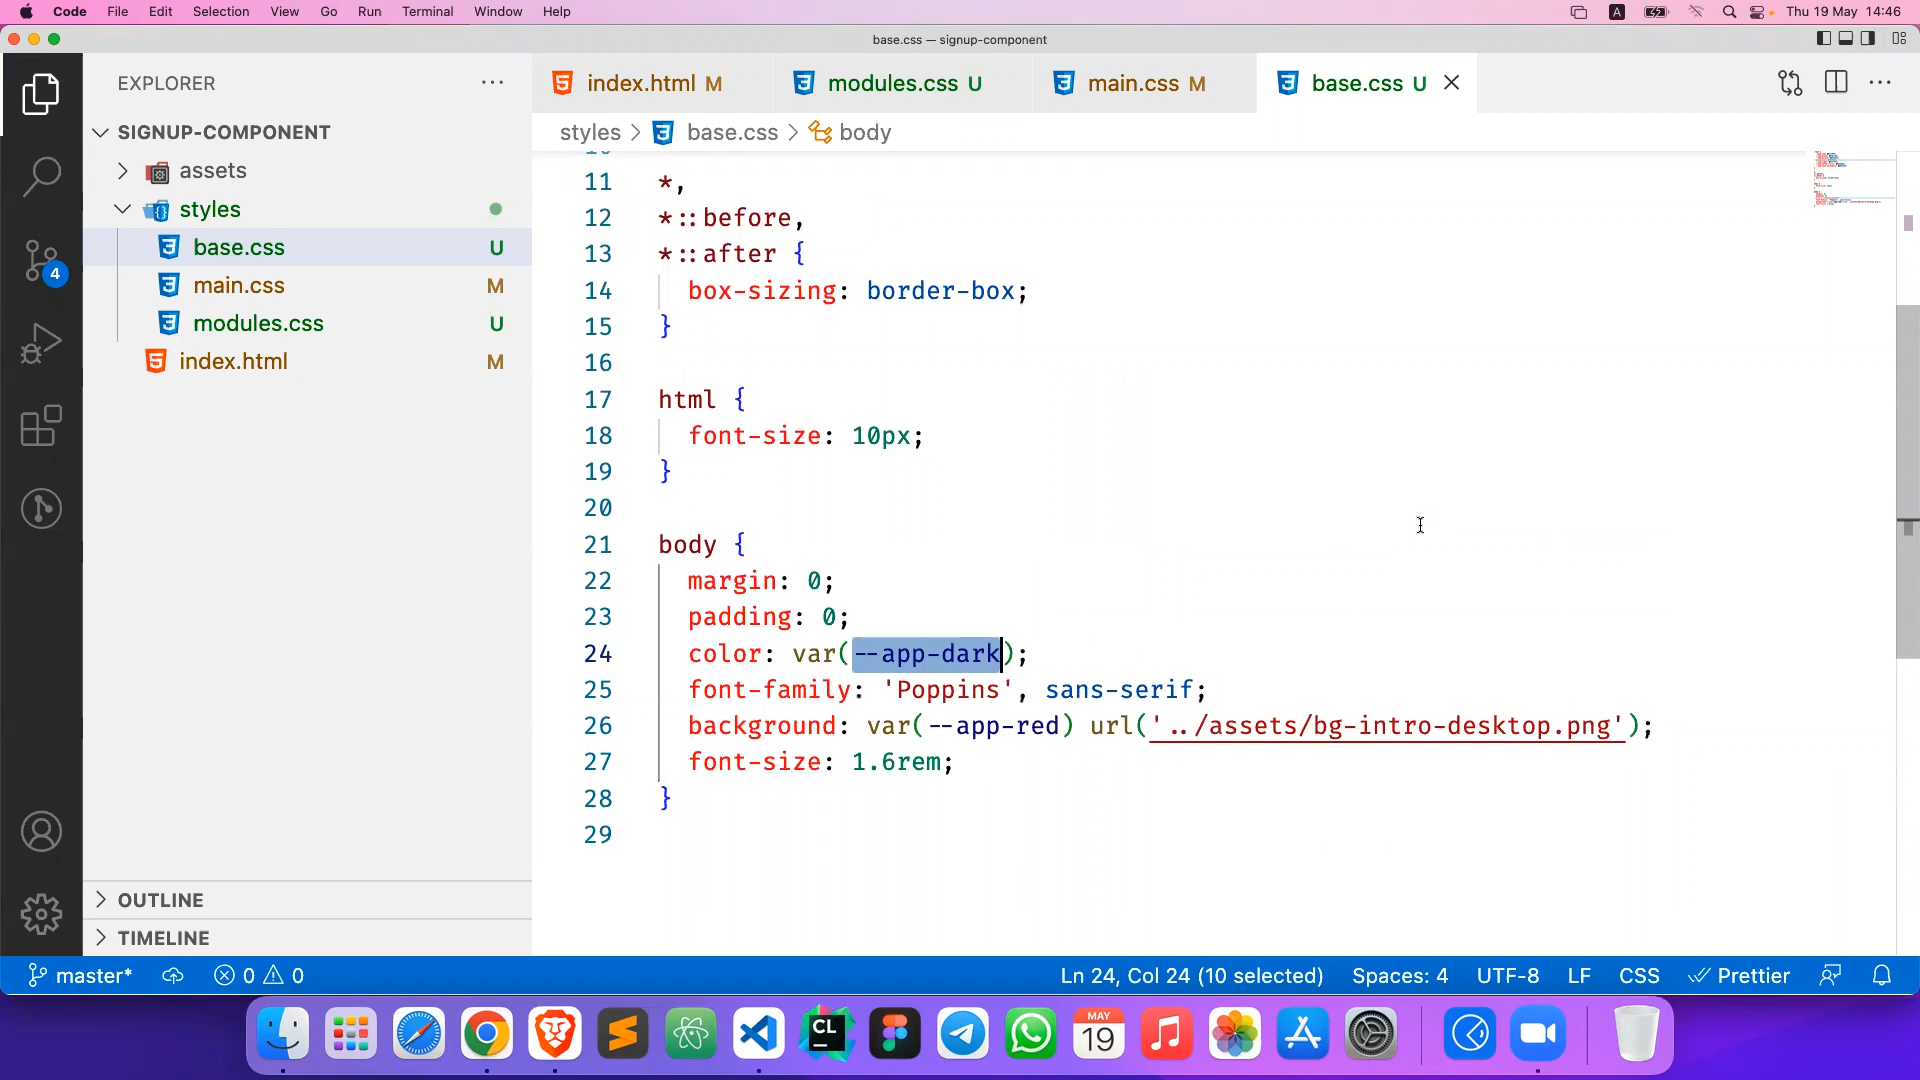 Code File Edit Selection View Go Run Terminal Window Help A Thu 19 May 14:46
base.css — signup-component
EXPLORER ···
SIGNUP-COMPONENT
assets
styles
base.css U
main.css M
modules.css U
index.html M
OUTLINE
TIMELINE
4
index.html M modules.css U main.css M base.css U
styles > base.css > body
11 *,
12 *::before,
13 *::after {
14 box-sizing: border-box;
15 }
16
17 html {
18 font-size: 10px;
19 }
20
21 body {
22 margin: 0;
23 padding: 0;
24 color: var(--app-dark);
25 font-family: 'Poppins', sans-serif;
26 background: var(--app-red) url('../assets/bg-intro-desktop.png');
27 font-size: 1.6rem;
28 }
29
master* 0 0 Ln 24, Col 24 (10 selected) Spaces: 4 UTF-8 LF CSS Prettier
CL
MAY
19